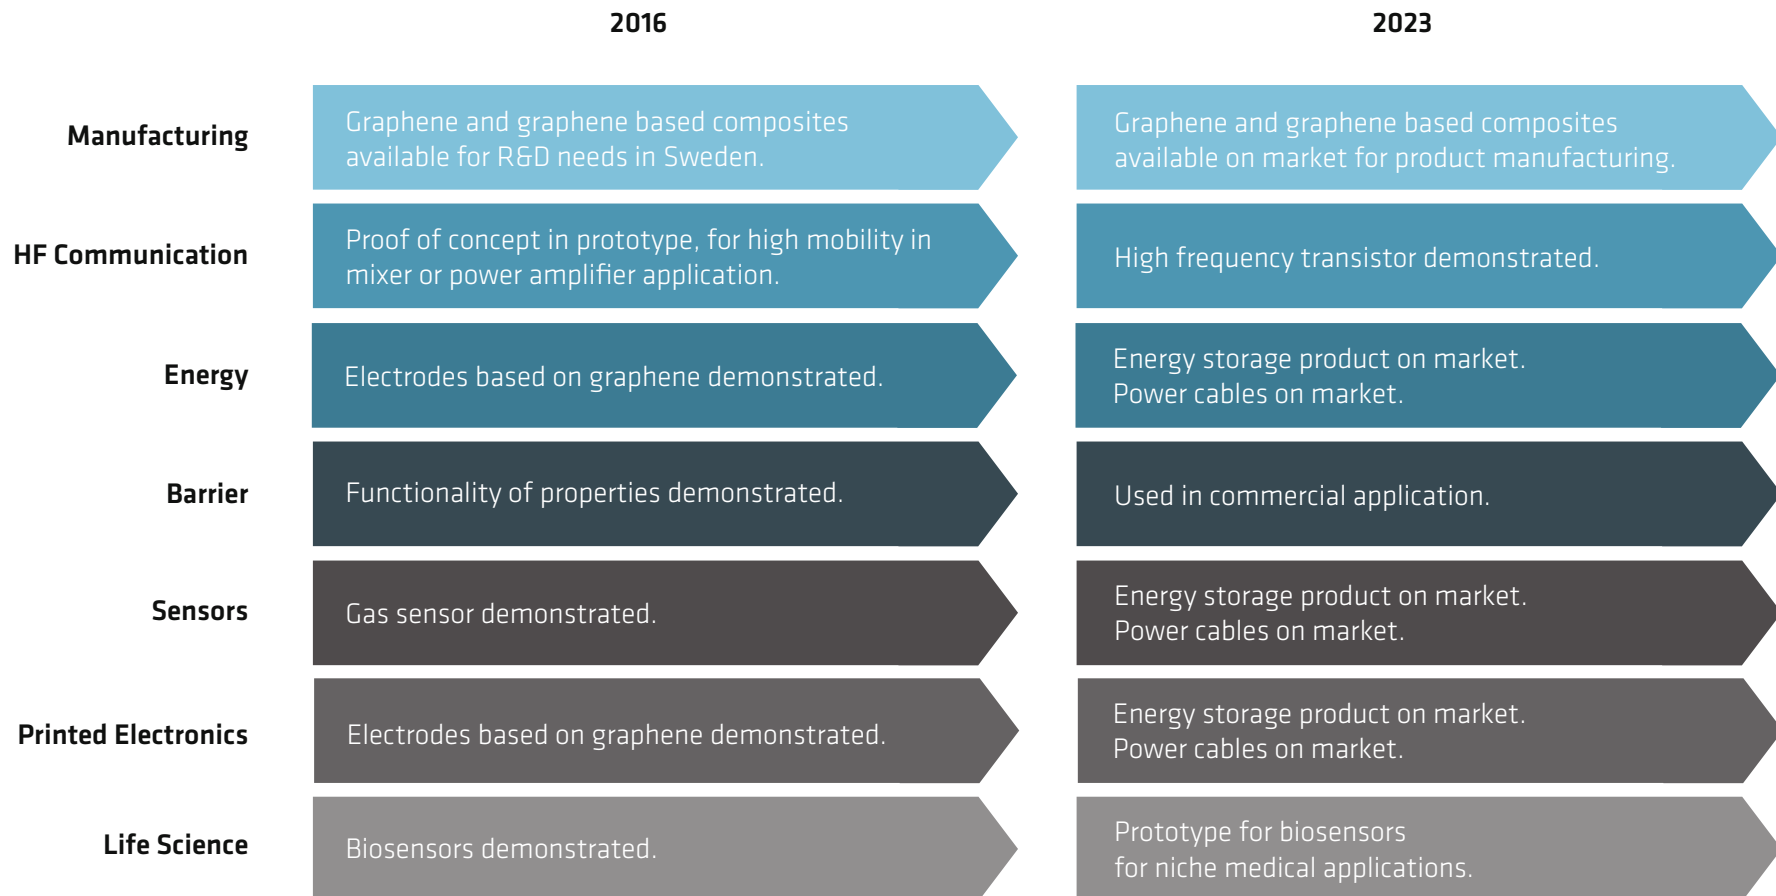 2016
2023
Manufacturing
Graphene and graphene based composites
available for R&D needs in Sweden.
Graphene and graphene based composites
available on market for product manufacturing.
HF Communication
Proof of concept in prototype, for high mobility in
mixer or power amplifier application.
High frequency transistor demonstrated.
Energy
Electrodes based on graphene demonstrated.
Energy storage product on market.
Power cables on market.
Barrier
Functionality of properties demonstrated.
Used in commercial application.
Sensors
Gas sensor demonstrated.
Energy storage product on market.
Power cables on market.
Printed Electronics
Electrodes based on graphene demonstrated.
Energy storage product on market.
Power cables on market.
Life Science
Biosensors demonstrated.
Prototype for biosensors
for niche medical applications.